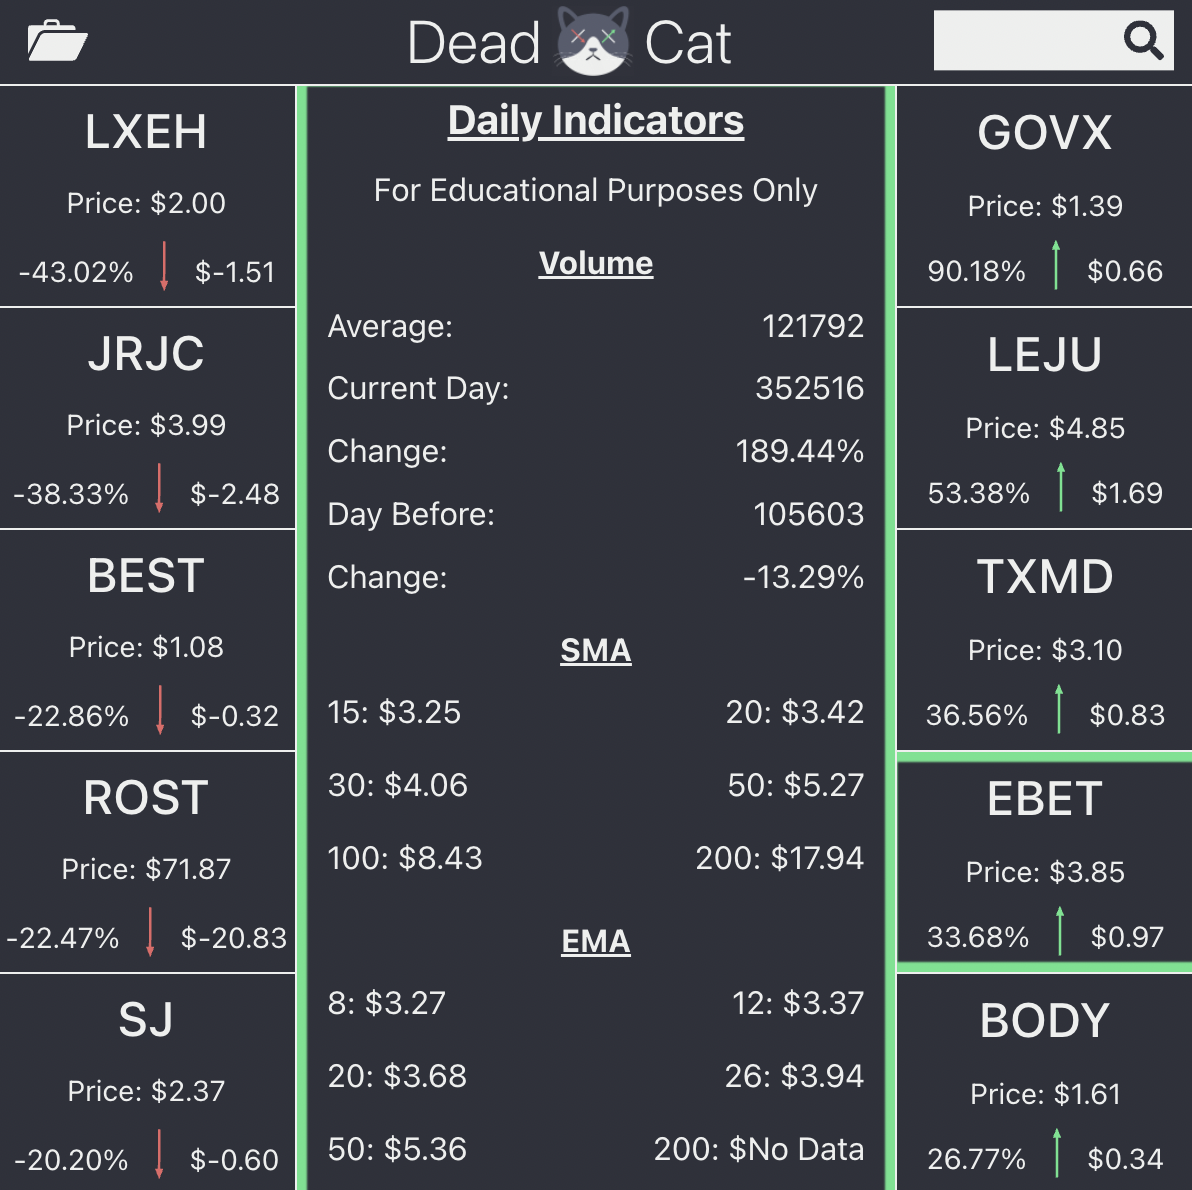 Dead Cat
LXEH
Price: $2.00
-43.02% $-1.51
JRJC
Price: $3.99
-38.33% $-2.48
BEST
Price: $1.08
-22.86% $-0.32
ROST
Price: $71.87
-22.47% $-20.83
SJ
Price: $2.37
-20.20% $-0.60
Daily Indicators
For Educational Purposes Only
Volume
Average: 121792
Current Day: 352516
Change: 189.44%
Day Before: 105603
Change: -13.29%
SMA
15: $3.25 20: $3.42
30: $4.06 50: $5.27
100: $8.43 200: $17.94
EMA
8: $3.27 12: $3.37
20: $3.68 26: $3.94
50: $5.36 200: $No Data
GOVX
Price: $1.39
90.18% $0.66
LEJU
Price: $4.85
53.38% $1.69
TXMD
Price: $3.10
36.56% $0.83
EBET
Price: $3.85
33.68% $0.97
BODY
Price: $1.61
26.77% $0.34